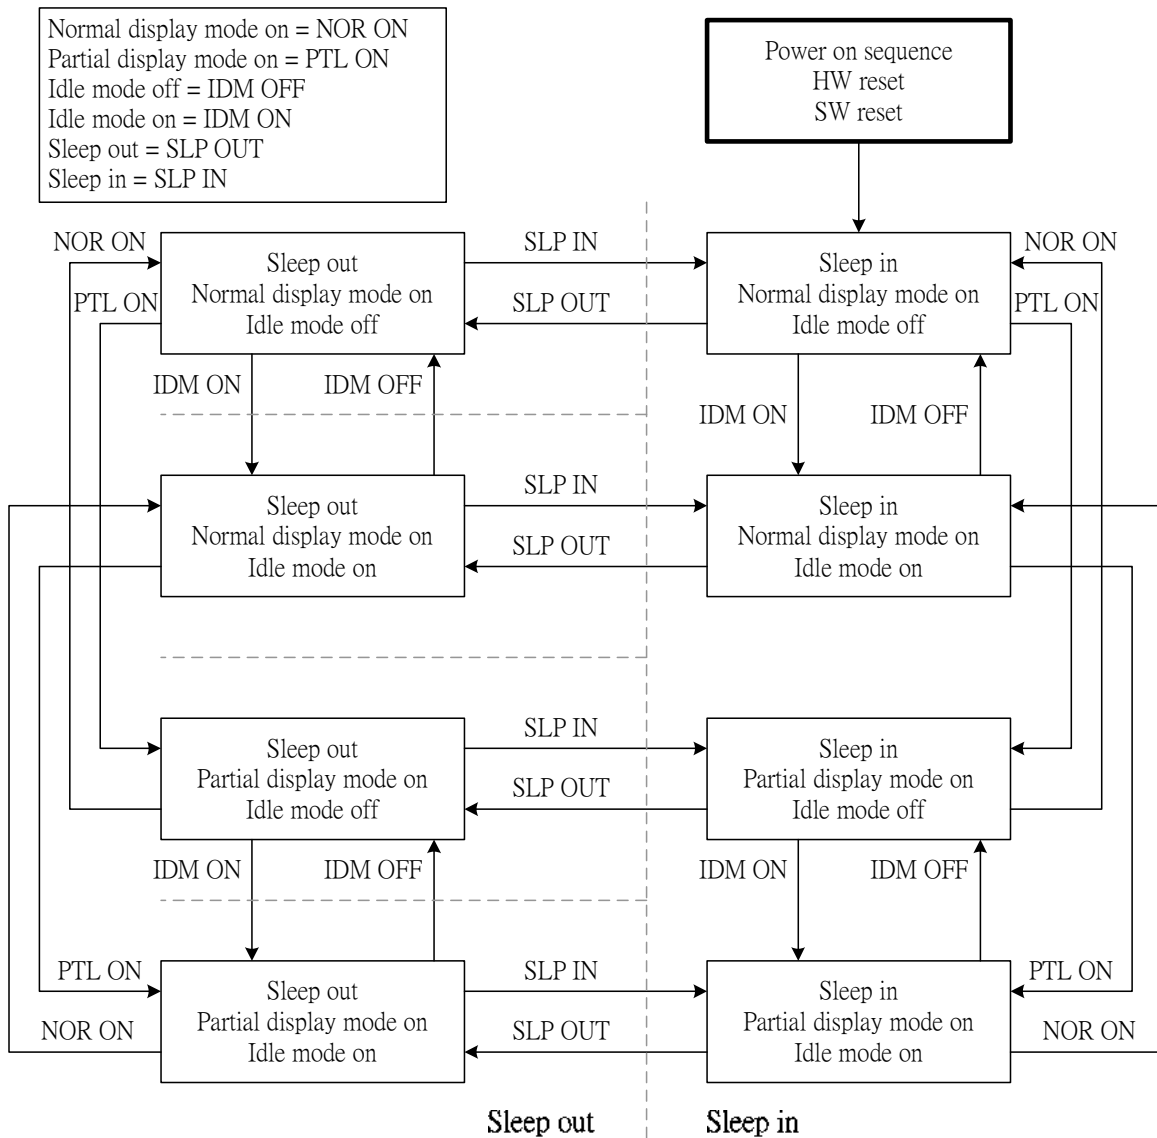 Normal display mode on = NOR ON
Partial display mode on = PTL ON
Idle mode off = IDM OFF
Idle mode on = IDM ON
Sleep out = SLP OUT
Sleep in = SLP IN
Power on sequence
HW reset
SW reset
NOR ON
PTL ON
Sleep out
Normal display mode on
Idle mode off
SLP IN
SLP OUT
Sleep in
Normal display mode on
Idle mode off
NOR ON
PTL ON
IDM ON
IDM OFF
IDM ON
IDM OFF
Sleep out
Normal display mode on
Idle mode on
SLP IN
SLP OUT
Sleep in
Normal display mode on
Idle mode on
Sleep out
Partial display mode on
Idle mode off
SLP IN
SLP OUT
Sleep in
Partial display mode on
Idle mode off
IDM ON
IDM OFF
IDM ON
IDM OFF
PTL ON
NOR ON
Sleep out
Partial display mode on
Idle mode on
SLP IN
SLP OUT
Sleep in
Partial display mode on
Idle mode on
PTL ON
NOR ON
Sleep out
Sleep in